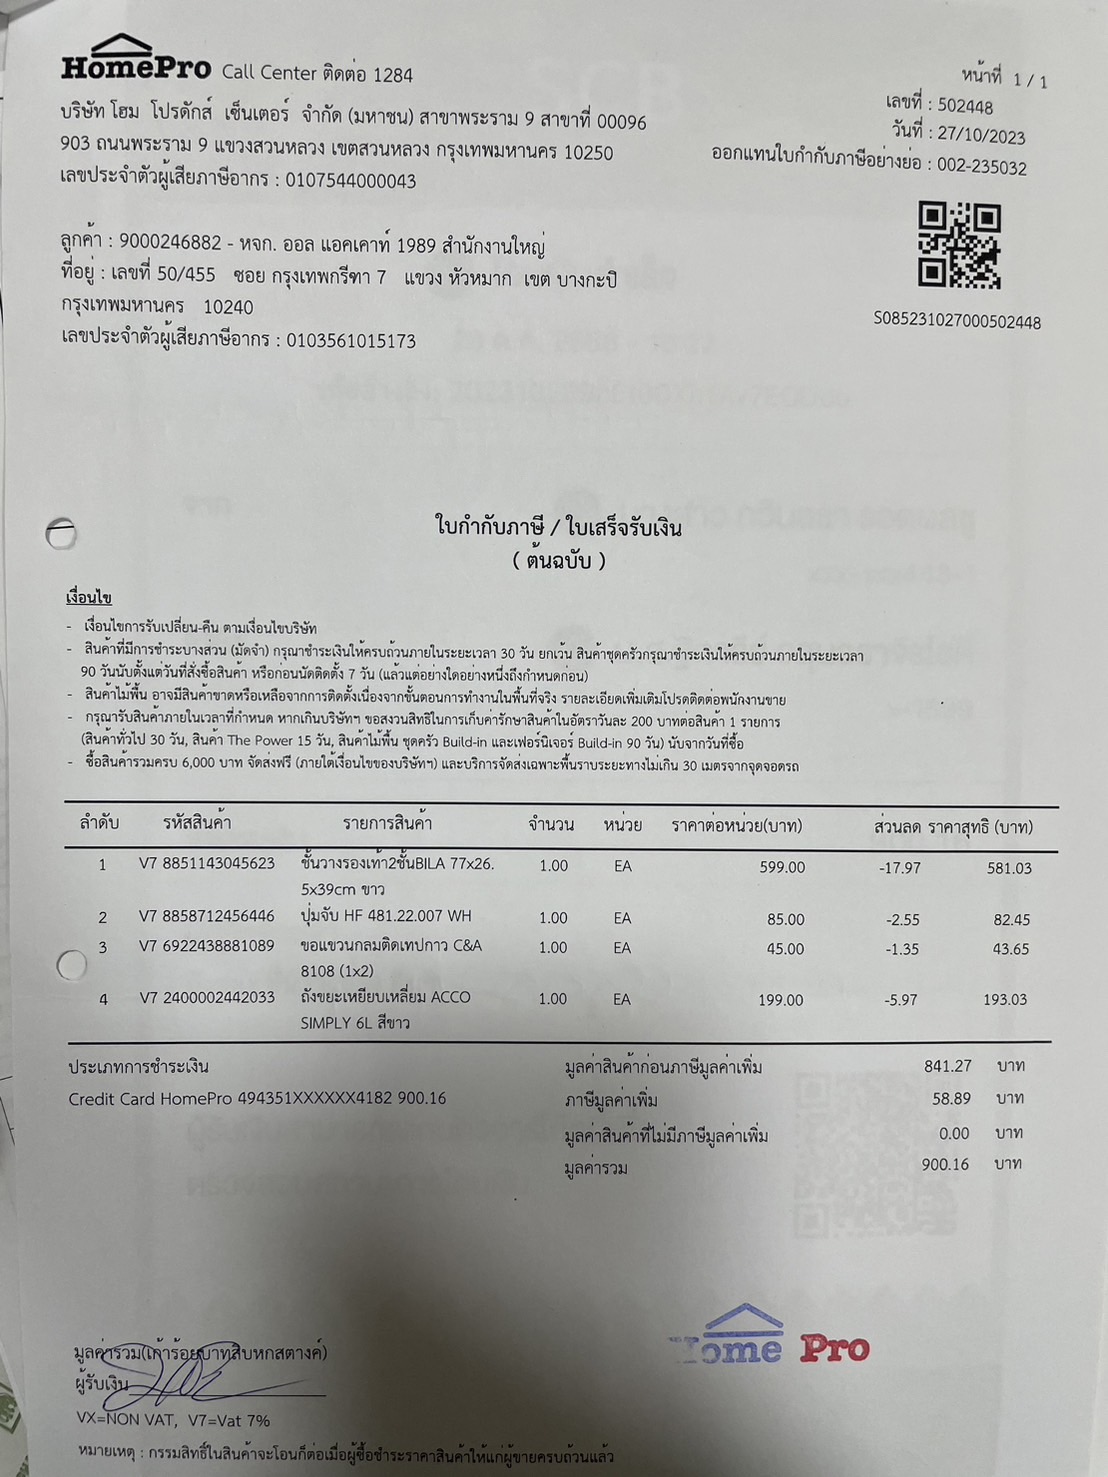 HomePro Call Center ติดต่อ 1284
หน้าที่ 1 / 1
บริษัท โฮม โปรดักส์ เซ็นเตอร์ จำกัด (มหาชน) สาขาพระราม 9 สาขาที่ 00096
เลขที่ : 502448
903 ถนนพระราม 9 แขวงสวนหลวง เขตสวนหลวง กรุงเทพมหานคร 10250
วันที่ : 27/10/2023
เลขประจำตัวผู้เสียภาษีอากร : 0107544000043
ออกแทนใบกำกับภาษีอย่างย่อ : 002-235032
ลูกค้า : 9000246882 - หจก. ออล แอคเคาท์ 1989 สำนักงานใหญ่
ที่อยู่ : เลขที่ 50/455 ซอย กรุงเทพกรีฑา 7 แขวง หัวหมาก เขต บางกะปิ
กรุงเทพมหานคร 10240
S085231027000502448
เลขประจำตัวผู้เสียภาษีอากร : 0103561015173
ใบกำกับภาษี / ใบเสร็จรับเงิน
( ต้นฉบับ )
เงื่อนไข
- เงื่อนไขการรับเปลี่ยน-คืน ตามเงื่อนไขบริษัท
- สินค้าที่มีการชำระบางส่วน (มัดจำ) กรุณาชำระเงินให้ครบถ้วนภายในระยะเวลา 30 วัน ยกเว้น สินค้าชุดครัวกรุณาชำระเงินให้ครบถ้วนภายในระยะเวลา
90 วันนับตั้งแต่วันที่สั่งซื้อสินค้า หรือก่อนนัดติดตั้ง 7 วัน (แล้วแต่อย่างใดอย่างหนึ่งถึงกำหนดก่อน)
- สินค้าไม้พื้น อาจมีสินค้าขาดหรือเหลือจากการติดตั้งเนื่องจากขั้นตอนการทำงานในพื้นที่จริง รายละเอียดเพิ่มเติมโปรดติดต่อพนักงานขาย
- กรุณารับสินค้าภายในเวลาที่กำหนด หากเกินบริษัทฯ ขอสงวนสิทธิในการเก็บค่ารักษาสินค้าในอัตราวันละ 200 บาทต่อสินค้า 1 รายการ
(สินค้าทั่วไป 30 วัน, สินค้า The Power 15 วัน, สินค้าไม้พื้น ชุดครัว Build-in และเฟอร์นิเจอร์ Build-in 90 วัน) นับจากวันที่ซื้อ
- ซื้อสินค้ารวมครบ 6,000 บาท จัดส่งฟรี (ภายใต้เงื่อนไขของบริษัทฯ) และบริการจัดส่งเฉพาะพื้นราบระยะทางไม่เกิน 30 เมตรจากจุดจอดรถ
ลำดับ รหัสสินค้า รายการสินค้า จำนวน หน่วย ราคาต่อหน่วย(บาท) ส่วนลด ราคาสุทธิ (บาท)
1 V7 8851143045623 ชั้นวางรองเท้า2ชั้นBILA 77x26. 1.00 EA 599.00 -17.97 581.03
5x39cm ขาว
2 V7 8858712456446 ปุ่มจับ HF 481.22.007 WH 1.00 EA 85.00 -2.55 82.45
3 V7 6922438881089 ขอแขวนกลมติดเทปกาว C&A 1.00 EA 45.00 -1.35 43.65
8108 (1x2)
4 V7 2400002442033 ถังขยะเหยียบเหลี่ยม ACCO 1.00 EA 199.00 -5.97 193.03
SIMPLY 6L สีขาว
ประเภทการชำระเงิน มูลค่าสินค้าก่อนภาษีมูลค่าเพิ่ม 841.27 บาท
Credit Card HomePro 494351XXXXXX4182 900.16 ภาษีมูลค่าเพิ่ม 58.89 บาท
มูลค่าสินค้าที่ไม่มีภาษีมูลค่าเพิ่ม 0.00 บาท
มูลค่ารวม 900.16 บาท
Home Pro
มูลค่ารวม(เก้าร้อยบาทสิบหกสตางค์)
ผู้รับเงิน
VX=NON VAT, V7=Vat 7%
หมายเหตุ : กรรมสิทธิ์ในสินค้าจะโอนก็ต่อเมื่อผู้ซื้อชำระราคาสินค้าให้แก่ผู้ขายครบถ้วนแล้ว